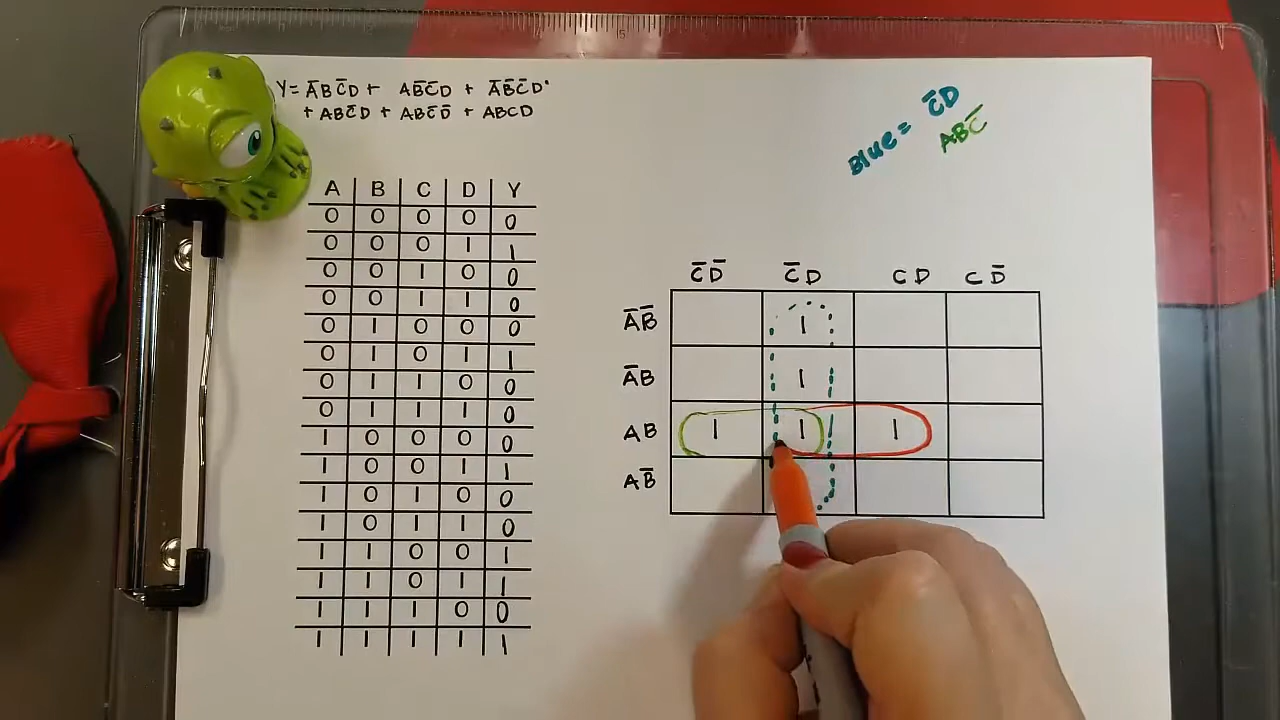 Y = A̅BC̅D + AB̅C̅D + A̅B̅C̅D
+ ABC̅D + ABC̅D̅ + ABCD
Blue = C̅D
ABC̅
A B C D Y
0 0 0 0 0
0 0 0 1 1
0 0 1 0 0
0 0 1 1 0
0 1 0 0 0
0 1 0 1 1
0 1 1 0 0
0 1 1 1 0
1 0 0 0 0
1 0 0 1 1
1 0 1 0 0
1 0 1 1 0
1 1 0 0 1
1 1 0 1 1
1 1 1 0 0
1 1 1 1 1
C̅D̅ C̅D CD CD̅
A̅B̅ 1
A̅B 1
AB 1 1 1
AB̅